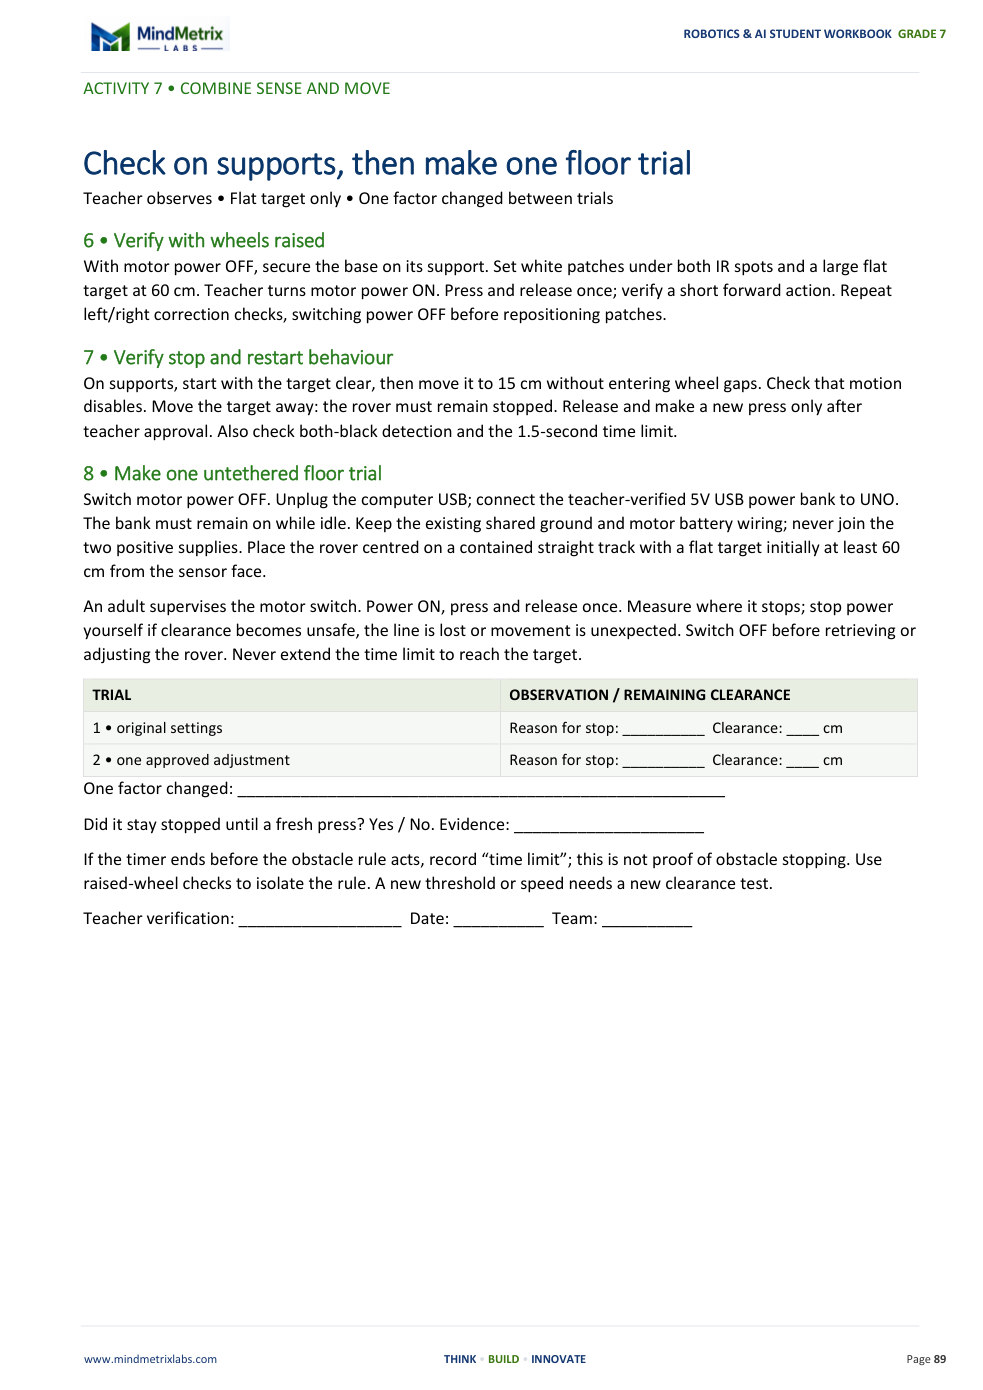 MindMetrix
LABS
ROBOTICS & AI STUDENT WORKBOOK GRADE 7
ACTIVITY 7 • COMBINE SENSE AND MOVE
Check on supports, then make one floor trial
Teacher observes • Flat target only • One factor changed between trials
6 • Verify with wheels raised
With motor power OFF, secure the base on its support. Set white patches under both IR spots and a large flat
target at 60 cm. Teacher turns motor power ON. Press and release once; verify a short forward action. Repeat
left/right correction checks, switching power OFF before repositioning patches.
7 • Verify stop and restart behaviour
On supports, start with the target clear, then move it to 15 cm without entering wheel gaps. Check that motion
disables. Move the target away: the rover must remain stopped. Release and make a new press only after
teacher approval. Also check both-black detection and the 1.5-second time limit.
8 • Make one untethered floor trial
Switch motor power OFF. Unplug the computer USB; connect the teacher-verified 5V USB power bank to UNO.
The bank must remain on while idle. Keep the existing shared ground and motor battery wiring; never join the
two positive supplies. Place the rover centred on a contained straight track with a flat target initially at least 60
cm from the sensor face.
An adult supervises the motor switch. Power ON, press and release once. Measure where it stops; stop power
yourself if clearance becomes unsafe, the line is lost or movement is unexpected. Switch OFF before retrieving or
adjusting the rover. Never extend the time limit to reach the target.
TRIAL OBSERVATION / REMAINING CLEARANCE
1 • original settings Reason for stop: __________ Clearance: ____ cm
2 • one approved adjustment Reason for stop: __________ Clearance: ____ cm
One factor changed: ______________________________________________________
Did it stay stopped until a fresh press? Yes / No. Evidence: _____________________
If the timer ends before the obstacle rule acts, record “time limit”; this is not proof of obstacle stopping. Use
raised-wheel checks to isolate the rule. A new threshold or speed needs a new clearance test.
Teacher verification: __________________ Date: __________ Team: __________
www.mindmetrixlabs.com THINK • BUILD • INNOVATE Page 89